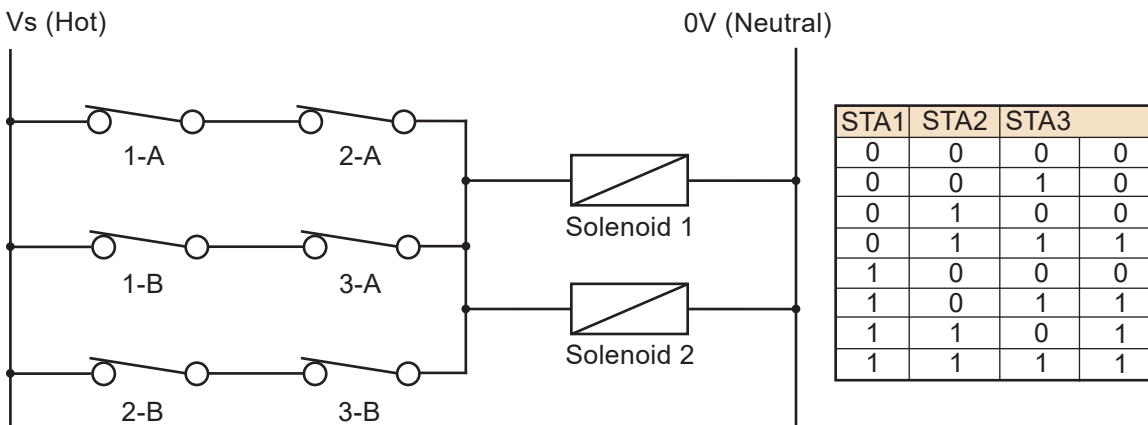 Vs (Hot)
0V (Neutral)
1-A
2-A
Solenoid 1
1-B
3-A
Solenoid 2
2-B
3-B
STA1 STA2 STA3
0 0 0 0
0 0 1 0
0 1 0 0
0 1 1 1
1 0 0 0
1 0 1 1
1 1 0 1
1 1 1 1